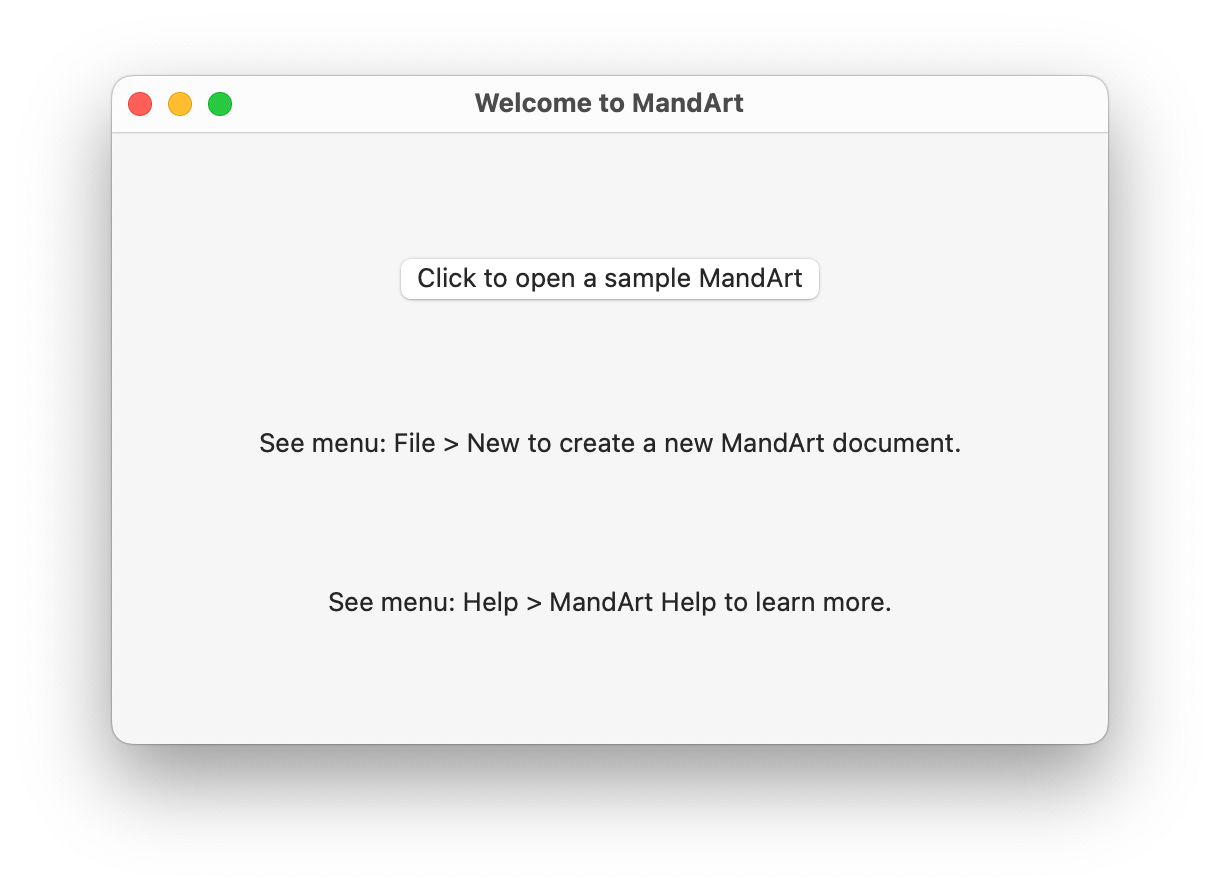 Welcome to MandArt
Click to open a sample MandArt
See menu: File > New to create a new MandArt document.
See menu: Help > MandArt Help to learn more.